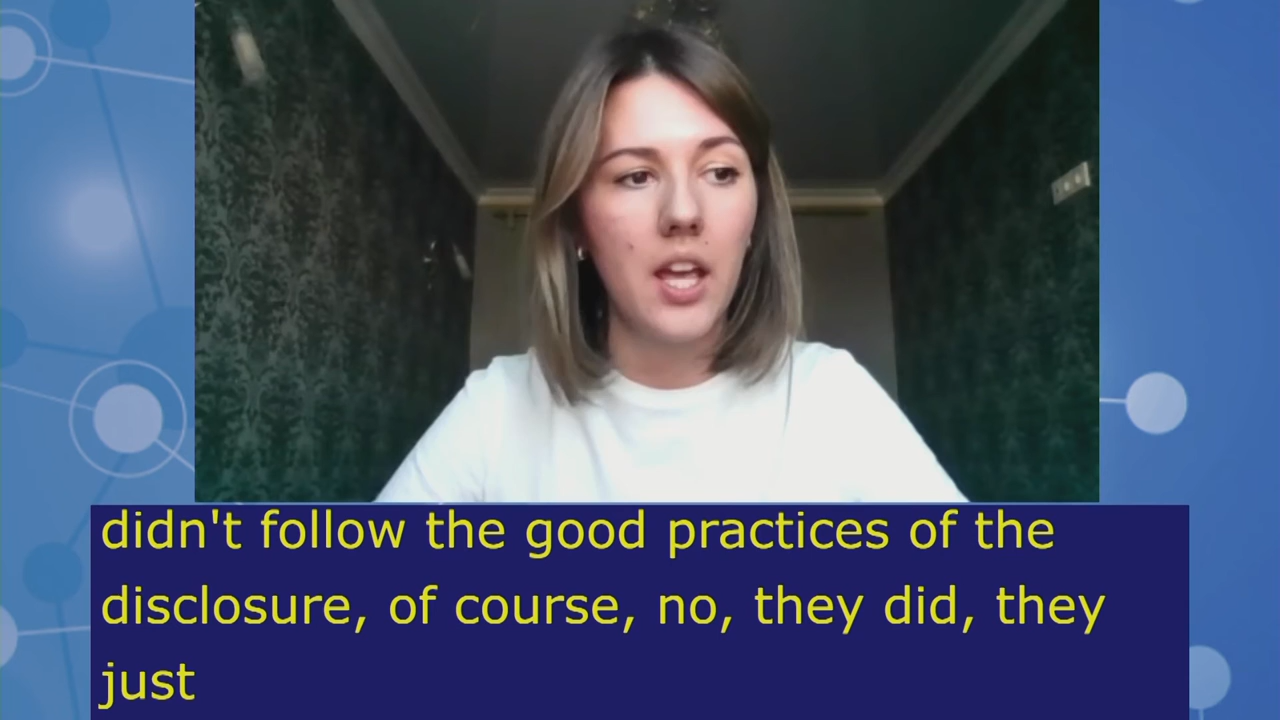 didn't follow the good practices of the
disclosure, of course, no, they did, they
just